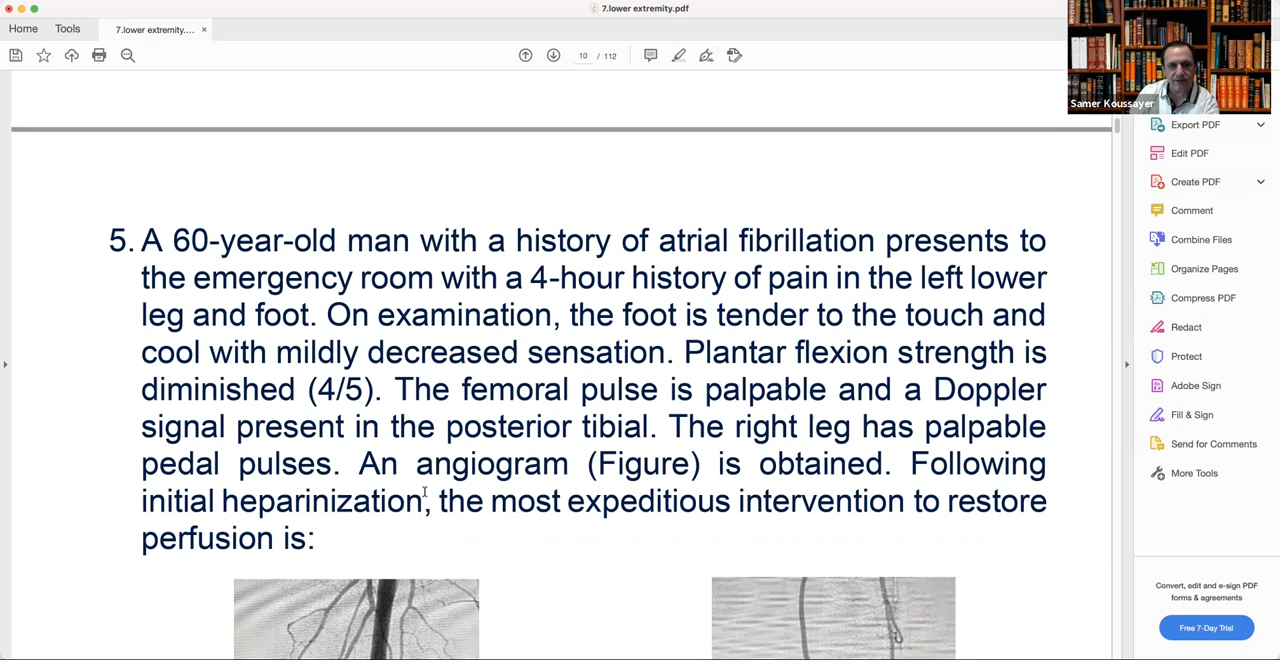 7.lower extremity.pdf
Home
Tools
7.lower extremity....
×
10 / 112
Samer Koussayer
Export PDF
Edit PDF
Create PDF
Comment
Combine Files
Organize Pages
Compress PDF
Redact
Protect
Adobe Sign
Fill & Sign
Send for Comments
More Tools
Convert, edit and e-sign PDF
forms & agreements
Free 7-Day Trial
5. A 60-year-old man with a history of atrial fibrillation presents to
the emergency room with a 4-hour history of pain in the left lower
leg and foot. On examination, the foot is tender to the touch and
cool with mildly decreased sensation. Plantar flexion strength is
diminished (4/5). The femoral pulse is palpable and a Doppler
signal present in the posterior tibial. The right leg has palpable
pedal pulses. An angiogram (Figure) is obtained. Following
initial heparinization, the most expeditious intervention to restore
perfusion is: